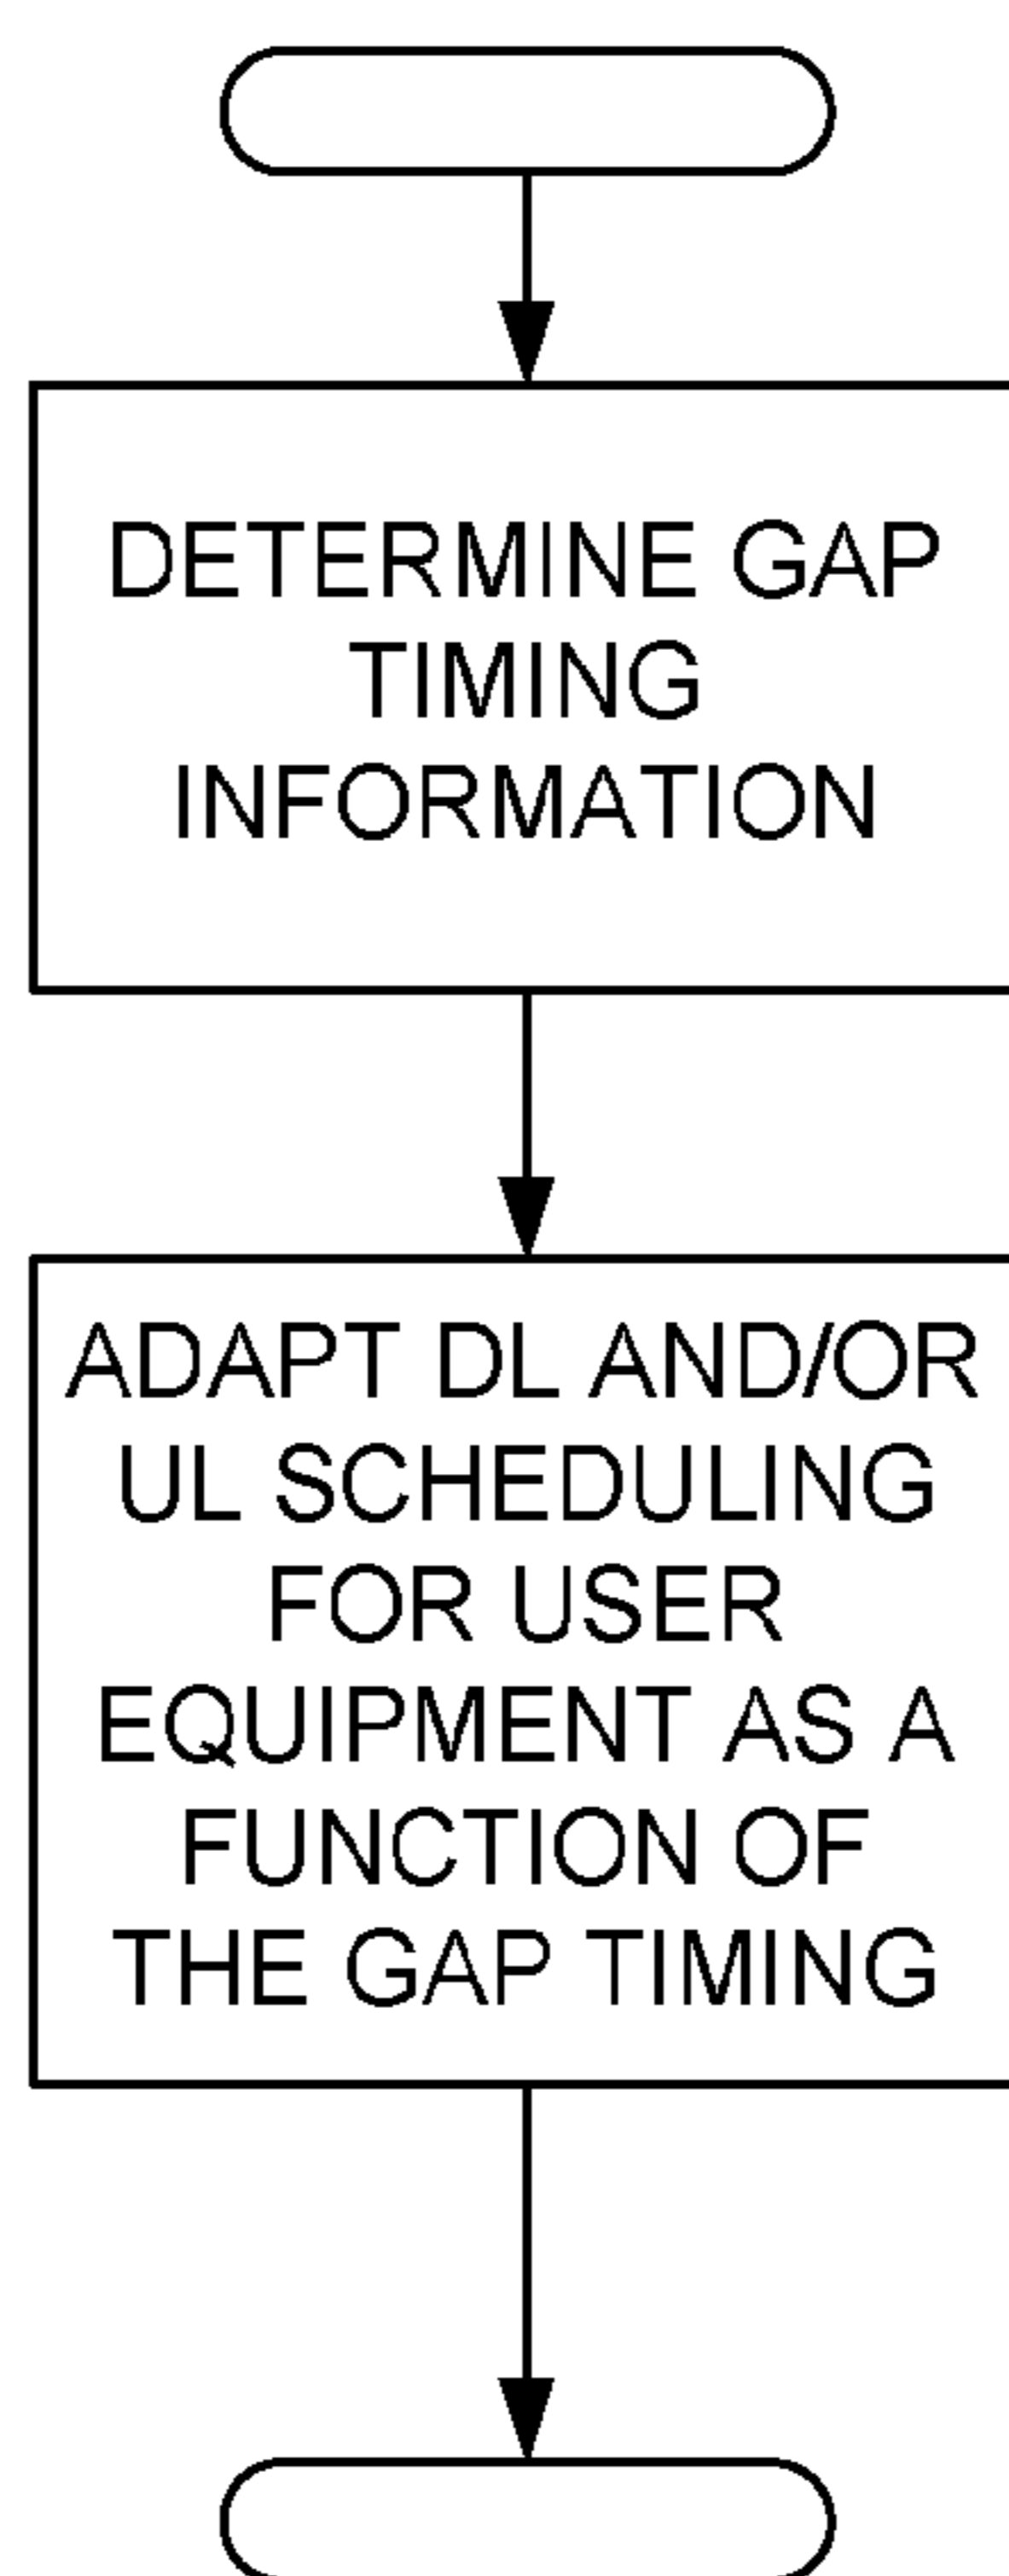 DETERMINE GAP
TIMING
INFORMATION
ADAPT DL AND/OR
UL SCHEDULING
FOR USER
EQUIPMENT AS A
FUNCTION OF
THE GAP TIMING